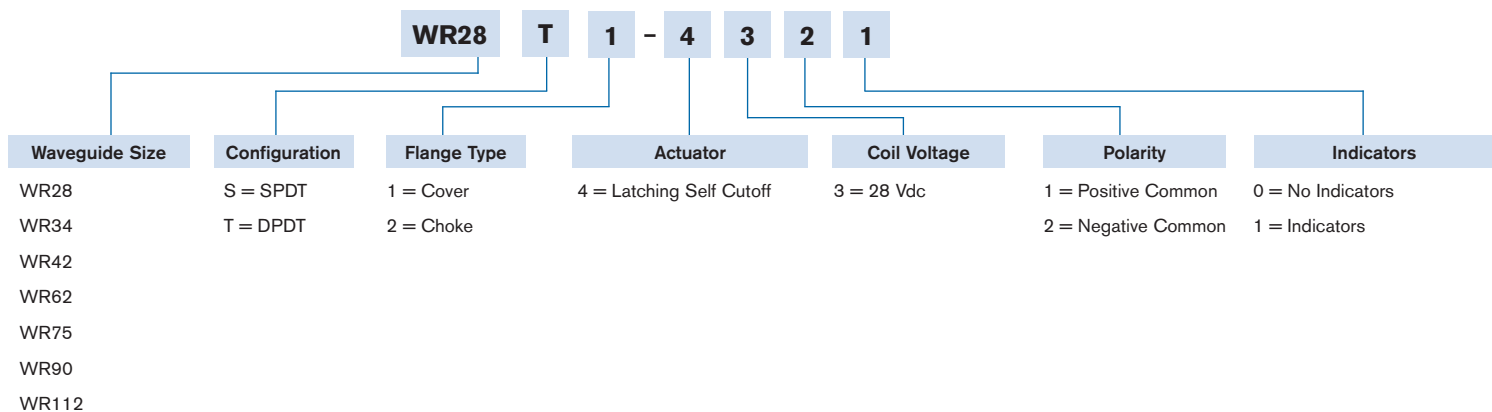 WR28 T 1 – 4 3 2 1
Waveguide Size Configuration Flange Type Actuator Coil Voltage Polarity Indicators
WR28 S = SPDT 1 = Cover 4 = Latching Self Cutoff 3 = 28 Vdc 1 = Positive Common 0 = No Indicators
WR34 T = DPDT 2 = Choke 2 = Negative Common 1 = Indicators
WR42
WR62
WR75
WR90
WR112